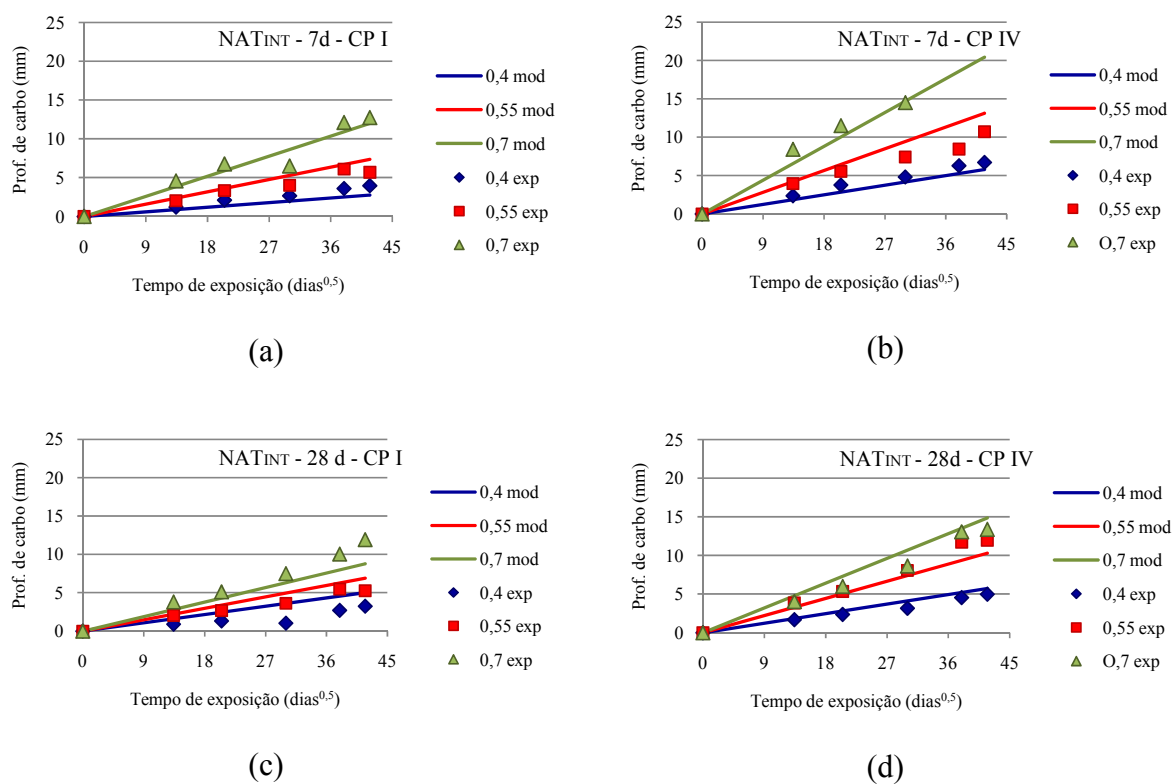 NATINT - 7d - CP I
Prof. de carbo (mm)
25
20
15
10
5
0
0 9 18 27 36 45
Tempo de exposição (dias0,5)
0,4 mod
0,55 mod
0,7 mod
0,4 exp
0,55 exp
0,7 exp
(a)
NATINT - 7d - CP IV
Prof. de carbo (mm)
25
20
15
10
5
0
0 9 18 27 36 45
Tempo de exposição (dias0,5)
0,4 mod
0,55 mod
0,7 mod
0,4 exp
0,55 exp
O,7 exp
(b)
NATINT - 28 d - CP I
Prof. de carbo (mm)
25
20
15
10
5
0
0 9 18 27 36 45
Tempo de exposição (dias0,5)
0,4 mod
0,55 mod
0,7 mod
0,4 exp
0,55 exp
0,7 exp
(c)
NATINT - 28d - CP IV
Prof. de carbo (mm)
25
20
15
10
5
0
0 9 18 27 36 45
Tempo de exposição (dias0,5)
0,4 mod
0,55 mod
0,7 mod
0,4 exp
0,55 exp
O,7 exp
(d)